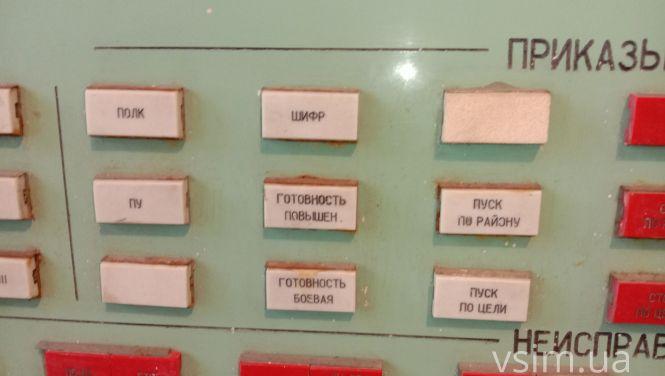 ПРИКАЗЫ
ПОЛК
ШИФР
ПУ
ГОТОВНОСТЬ
ПОВЫШЕН.
ПУСК
ПО РАЙОНУ
ГОТОВНОСТЬ
БОЕВАЯ
ПУСК
ПО ЦЕЛИ
НЕИСПРАВ
vsim.ua